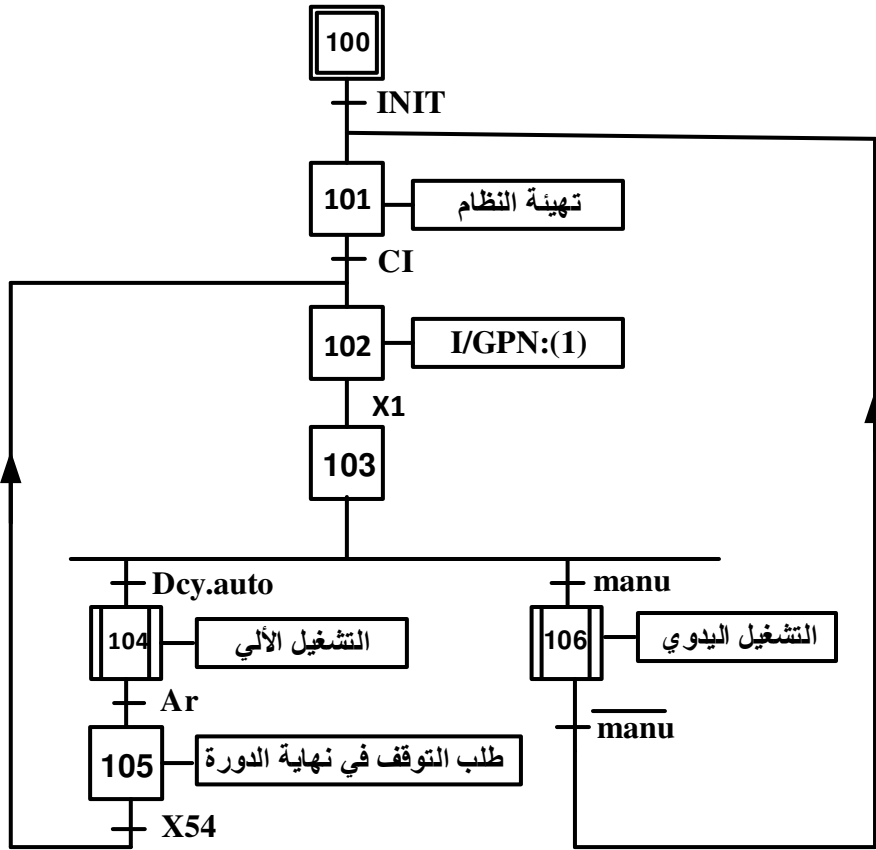 100
INIT
101
تهيئة النظام
CI
102
I/GPN:(1)
X1
103
Dcy.auto
manu
104
التشغيل الألي
106
التشغيل اليدوي
Ar
m̅a̅n̅u̅
105
طلب التوقف في نهاية الدورة
X54